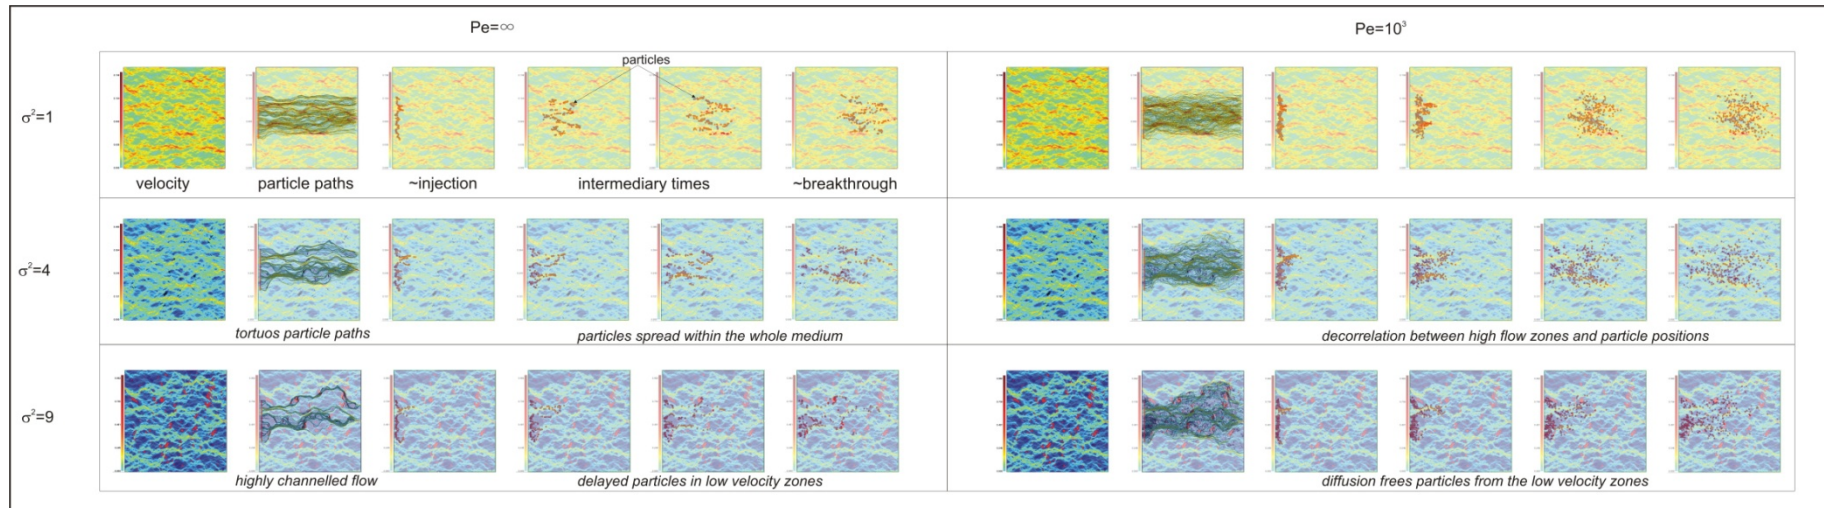 Pe=∞
Pe=10³
particles
σ²=1
velocity
particle paths
~injection
intermediary times
~breakthrough
σ²=4
tortuos particle paths
particles spread within the whole medium
decorrelation between high flow zones and particle positions
σ²=9
highly channelled flow
delayed particles in low velocity zones
diffusion frees particles from the low velocity zones